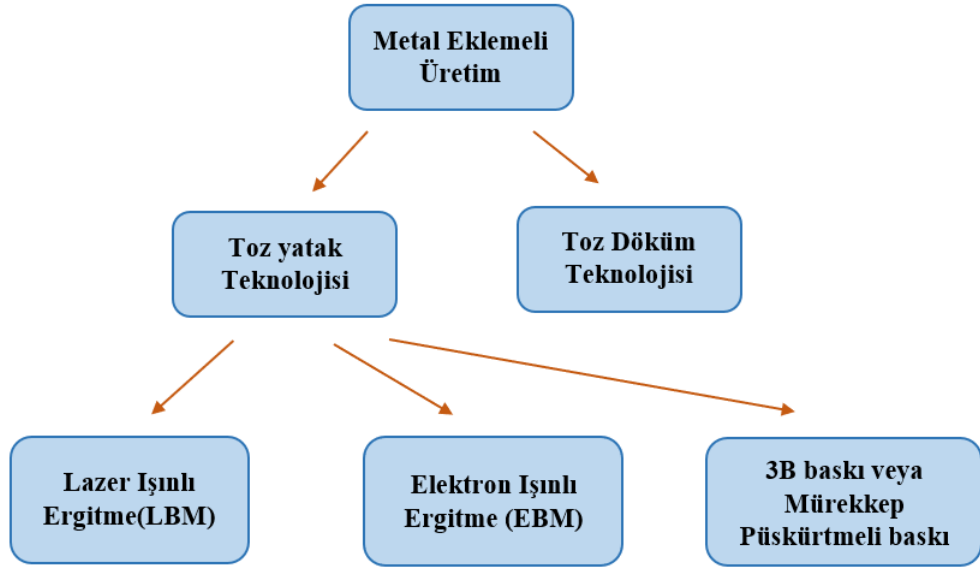 Metal Eklemeli
Üretim
Toz yatak
Teknolojisi
Toz Döküm
Teknolojisi
Lazer Işınlı
Ergitme(LBM)
Elektron Işınlı
Ergitme (EBM)
3B baskı veya
Mürekkep
Püskürtmeli baskı